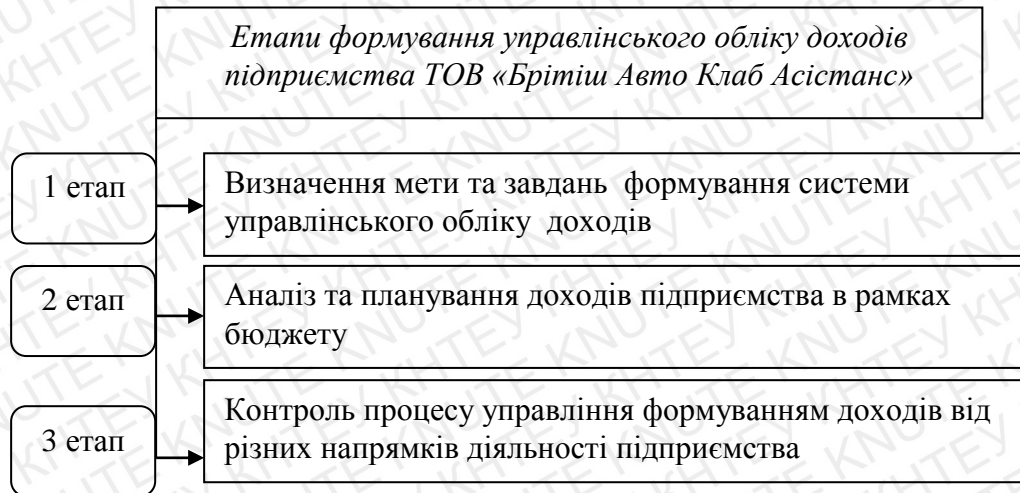 Етапи формування управлінського обліку доходів
підприємства ТОВ «Брітіш Авто Клаб Асістанс»
1 етап
Визначення мети та завдань формування системи
управлінського обліку доходів
2 етап
Аналіз та планування доходів підприємства в рамках
бюджету
3 етап
Контроль процесу управління формуванням доходів від
різних напрямків діяльності підприємства